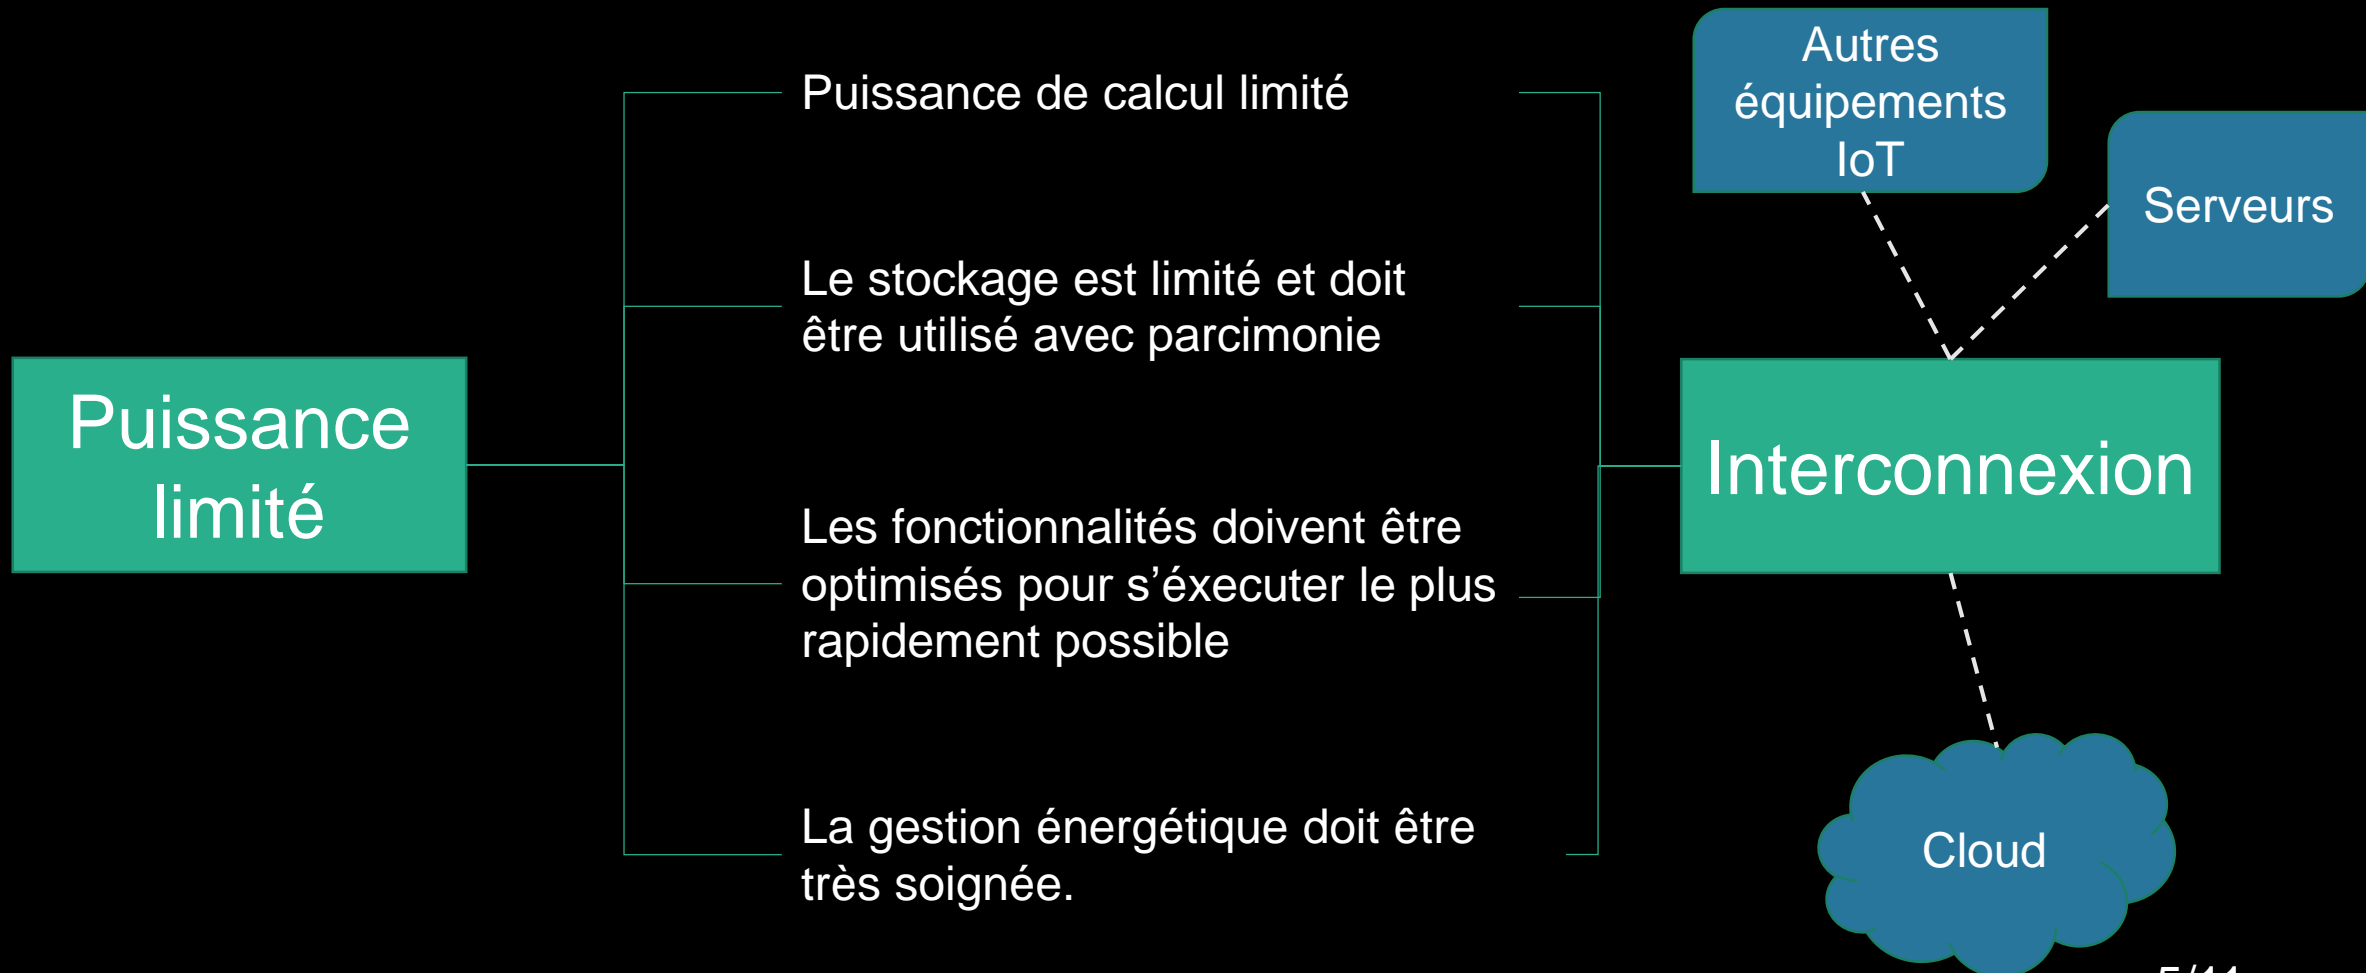 Puissance
limité
Puissance de calcul limité
Le stockage est limité et doit
être utilisé avec parcimonie
Les fonctionnalités doivent être
optimisés pour s’éxecuter le plus
rapidement possible
La gestion énergétique doit être
très soignée.
Autres
équipements
IoT
Serveurs
Interconnexion
Cloud